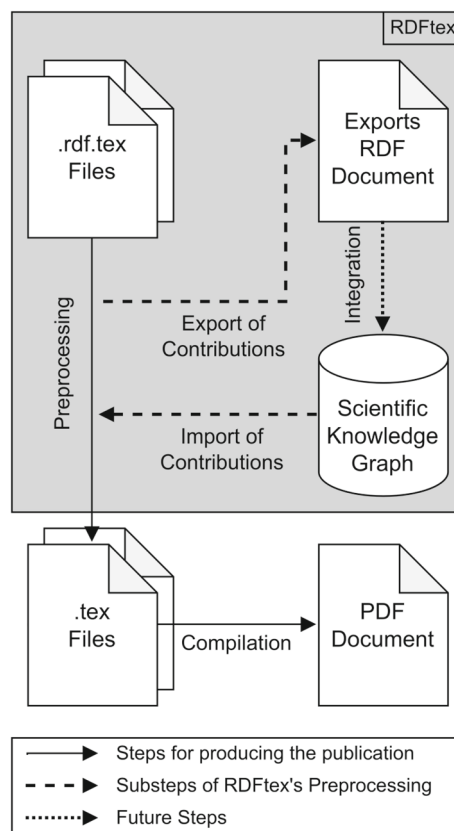 RDFtex
.rdf.tex
Files
Exports
RDF
Document
Preprocessing
Export of
Contributions
Integration
Import of
Contributions
Scientific
Knowledge
Graph
.tex
Files
Compilation
PDF
Document
Steps for producing the publication
Substeps of RDFtex's Preprocessing
Future Steps